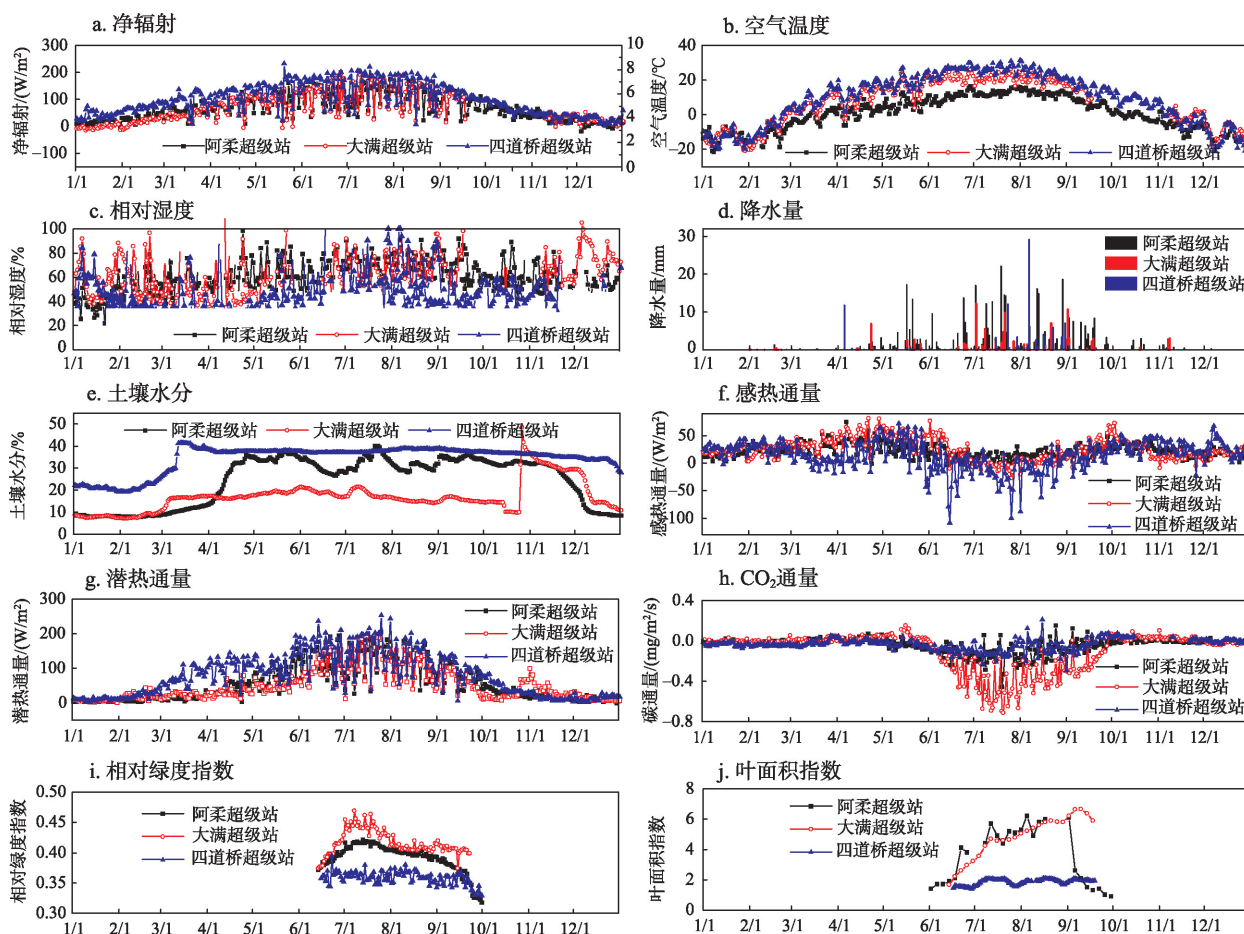 a. 净辐射
净辐射/(W/m²)
300
200
100
0
−100
10
8
6
4
2
0
阿柔超级站 大满超级站 四道桥超级站
1/1 2/1 3/1 4/1 5/1 6/1 7/1 8/1 9/1 10/1 11/1 12/1
b. 空气温度
空气温度/℃
40
20
0
−20
阿柔超级站 大满超级站 四道桥超级站
1/1 2/1 3/1 4/1 5/1 6/1 7/1 8/1 9/1 10/1 11/1 12/1
c. 相对湿度
相对湿度/%
100
80
60
40
20
0
阿柔超级站 大满超级站 四道桥超级站
1/1 2/1 3/1 4/1 5/1 6/1 7/1 8/1 9/1 10/1 11/1 12/1
d. 降水量
降水量/mm
30
20
10
0
阿柔超级站
大满超级站
四道桥超级站
1/1 2/1 3/1 4/1 5/1 6/1 7/1 8/1 9/1 10/1 11/1 12/1
e. 土壤水分
土壤水分/%
50
40
30
20
10
0
阿柔超级站 大满超级站 四道桥超级站
1/1 2/1 3/1 4/1 5/1 6/1 7/1 8/1 9/1 10/1 11/1 12/1
f. 感热通量
感热通量/(W/m²)
50
0
−50
−100
阿柔超级站
大满超级站
四道桥超级站
1/1 2/1 3/1 4/1 5/1 6/1 7/1 8/1 9/1 10/1 11/1 12/1
g. 潜热通量
潜热通量/(W/m²)
300
200
100
0
阿柔超级站
大满超级站
四道桥超级站
1/1 2/1 3/1 4/1 5/1 6/1 7/1 8/1 9/1 10/1 11/1 12/1
h. CO₂通量
碳通量/(mg/m²/s)
0.4
0.0
−0.4
−0.8
阿柔超级站
大满超级站
四道桥超级站
1/1 2/1 3/1 4/1 5/1 6/1 7/1 8/1 9/1 10/1 11/1 12/1
i. 相对绿度指数
相对绿度指数
0.50
0.45
0.40
0.35
0.30
阿柔超级站
大满超级站
四道桥超级站
1/1 2/1 3/1 4/1 5/1 6/1 7/1 8/1 9/1 10/1 11/1 12/1
j. 叶面积指数
叶面积指数
8
6
4
2
0
阿柔超级站
大满超级站
四道桥超级站
1/1 2/1 3/1 4/1 5/1 6/1 7/1 8/1 9/1 10/1 11/1 12/1